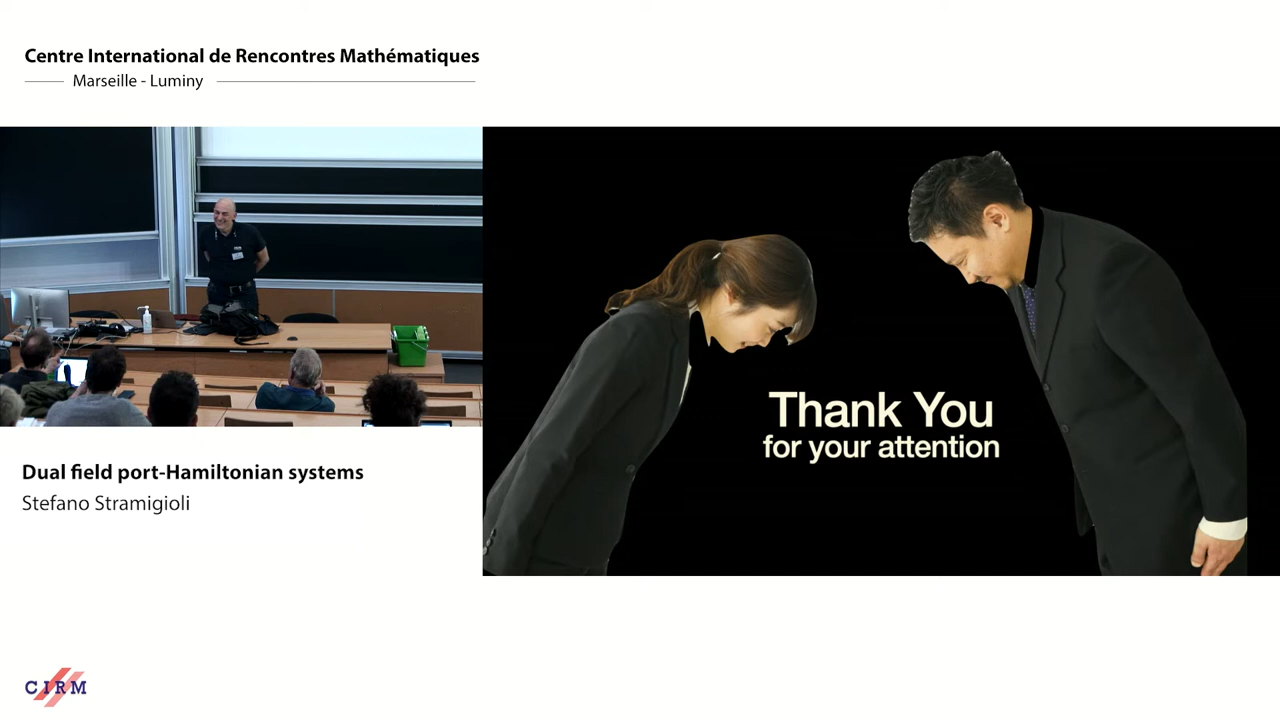 Centre International de Rencontres Mathématiques
Marseille - Luminy
Thank You
for your attention
Dual field port-Hamiltonian systems
Stefano Stramigioli
CIRM